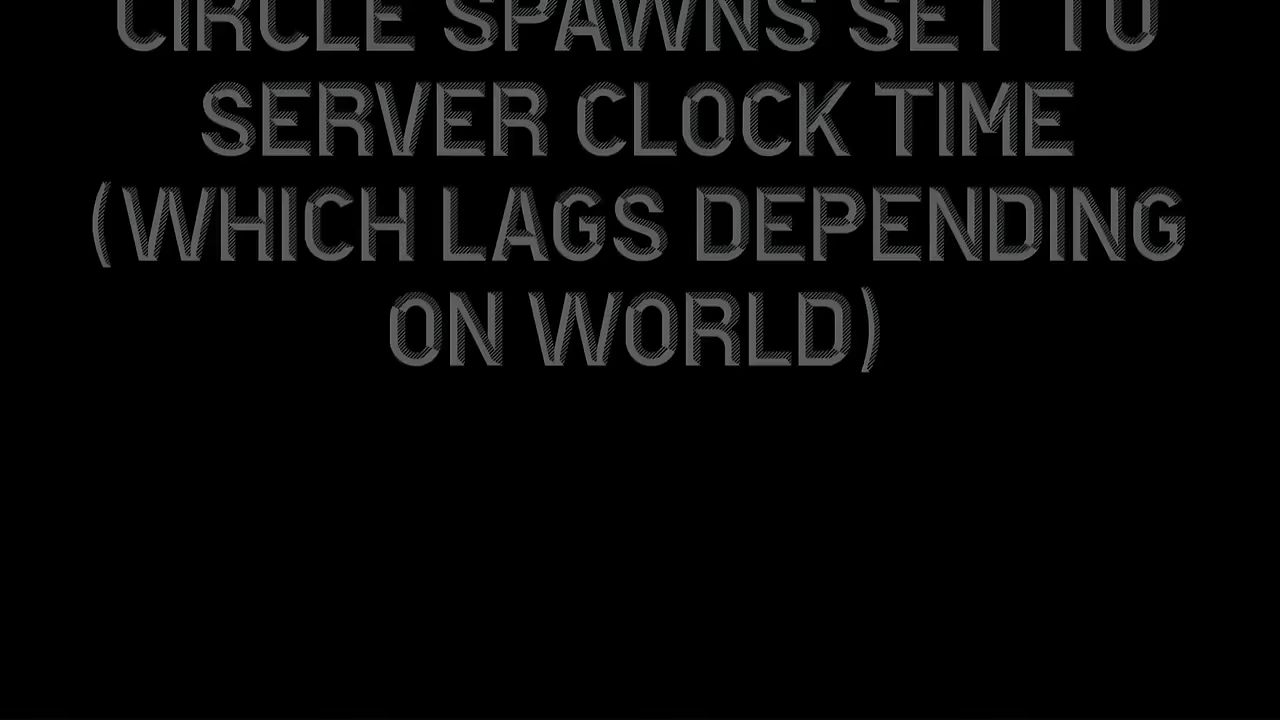 CIRCLE SPAWNS SET TO
SERVER CLOCK TIME
(WHICH LAGS DEPENDING
ON WORLD)